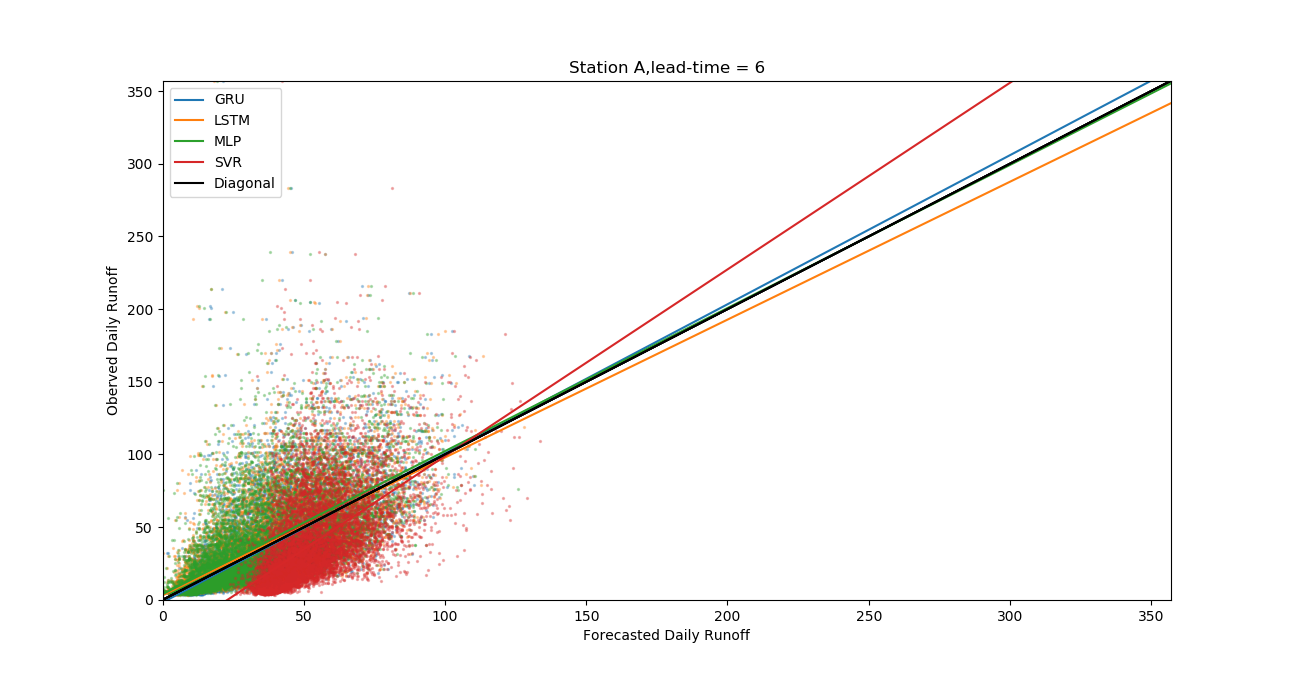 Station A,lead-time = 6
GRU
LSTM
MLP
SVR
Diagonal
350
300
250
200
150
100
50
0
Oberved Daily Runoff
0 50 100 150 200 250 300 350
Forecasted Daily Runoff